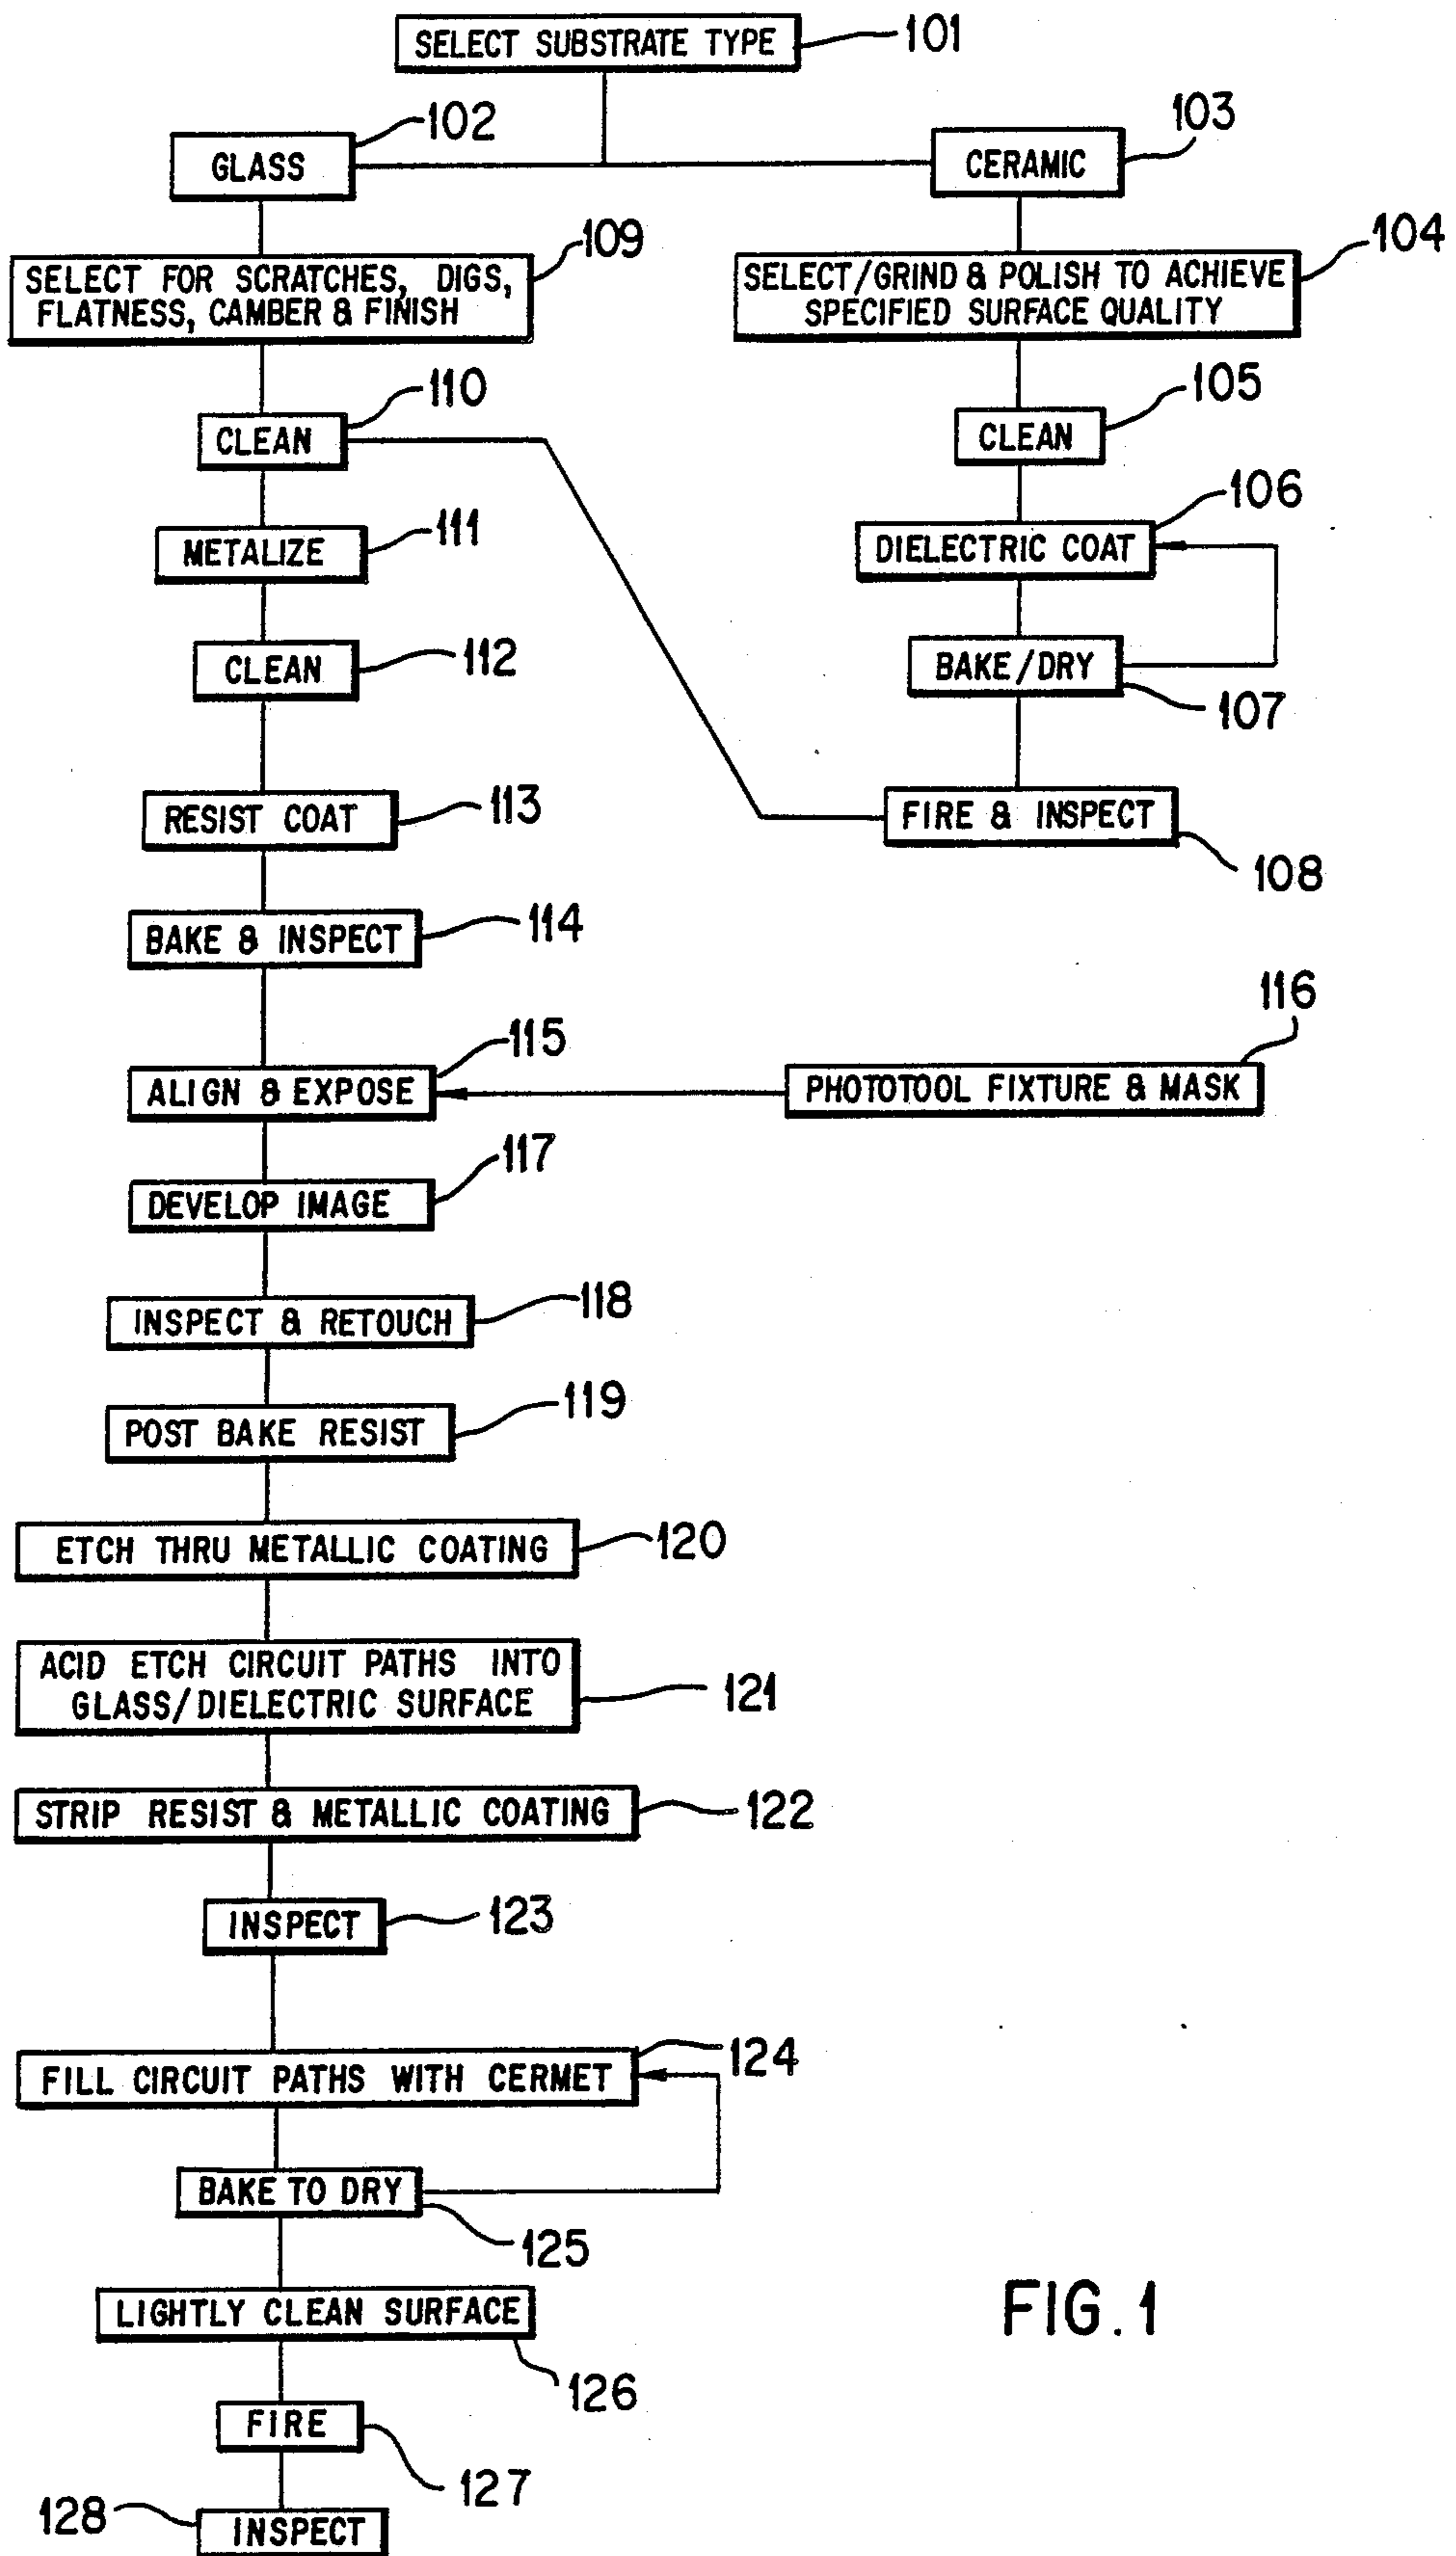 SELECT SUBSTRATE TYPE
101
GLASS
102
CERAMIC
103
SELECT FOR SCRATCHES, DIGS,
FLATNESS, CAMBER & FINISH
109
SELECT/GRIND & POLISH TO ACHIEVE
SPECIFIED SURFACE QUALITY
104
CLEAN
110
CLEAN
105
METALIZE
111
DIELECTRIC COAT
106
CLEAN
112
BAKE/DRY
107
RESIST COAT
113
FIRE & INSPECT
108
BAKE & INSPECT
114
ALIGN & EXPOSE
115
PHOTOTOOL FIXTURE & MASK
116
DEVELOP IMAGE
117
INSPECT & RETOUCH
118
POST BAKE RESIST
119
ETCH THRU METALLIC COATING
120
ACID ETCH CIRCUIT PATHS INTO
GLASS/DIELECTRIC SURFACE
121
STRIP RESIST & METALLIC COATING
122
INSPECT
123
FILL CIRCUIT PATHS WITH CERMET
124
BAKE TO DRY
125
LIGHTLY CLEAN SURFACE
126
FIRE
127
INSPECT
128
FIG. 1